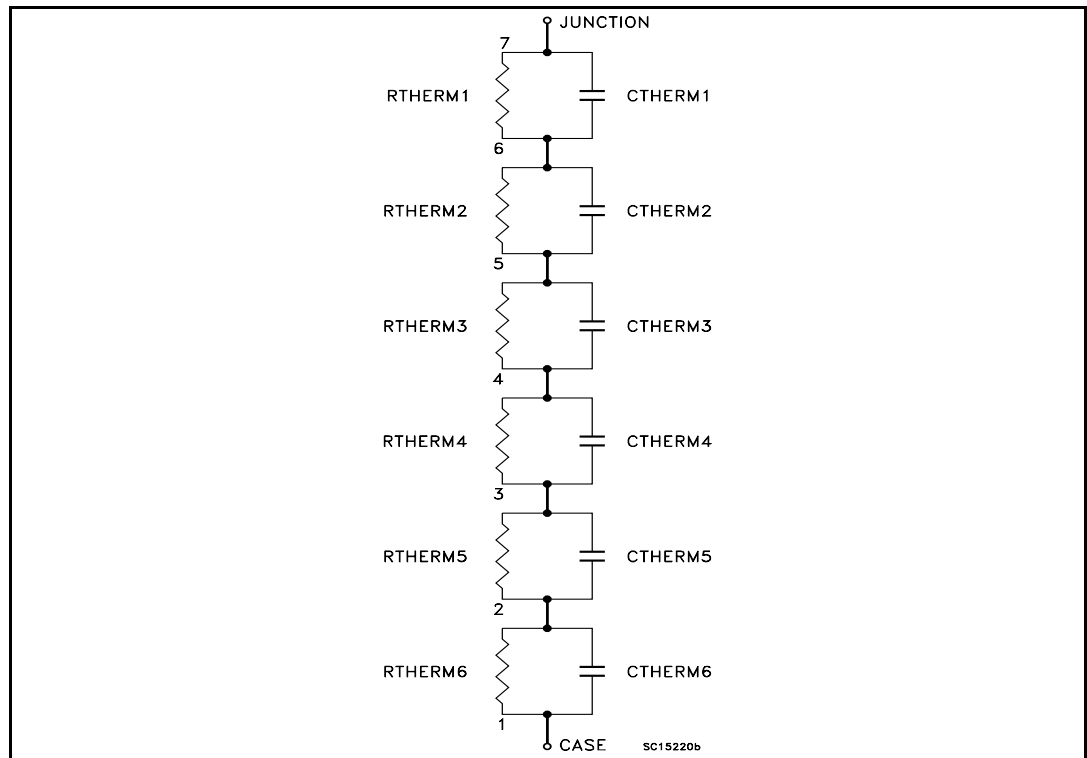 JUNCTION
7
RTHERM1 CTHERM1
6
RTHERM2 CTHERM2
5
RTHERM3 CTHERM3
4
RTHERM4 CTHERM4
3
RTHERM5 CTHERM5
2
RTHERM6 CTHERM6
1
CASE SC15220b